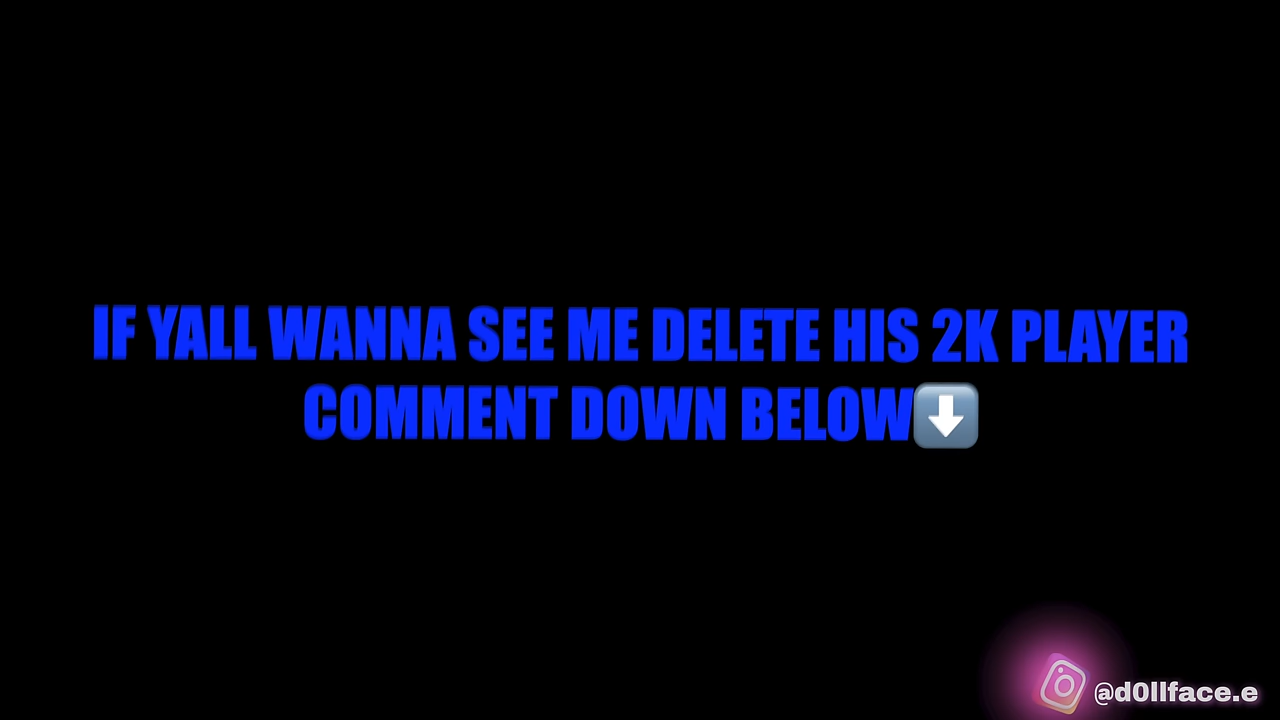 IF YALL WANNA SEE ME DELETE HIS 2K PLAYER
COMMENT DOWN BELOW⬇️
@d0llface.e